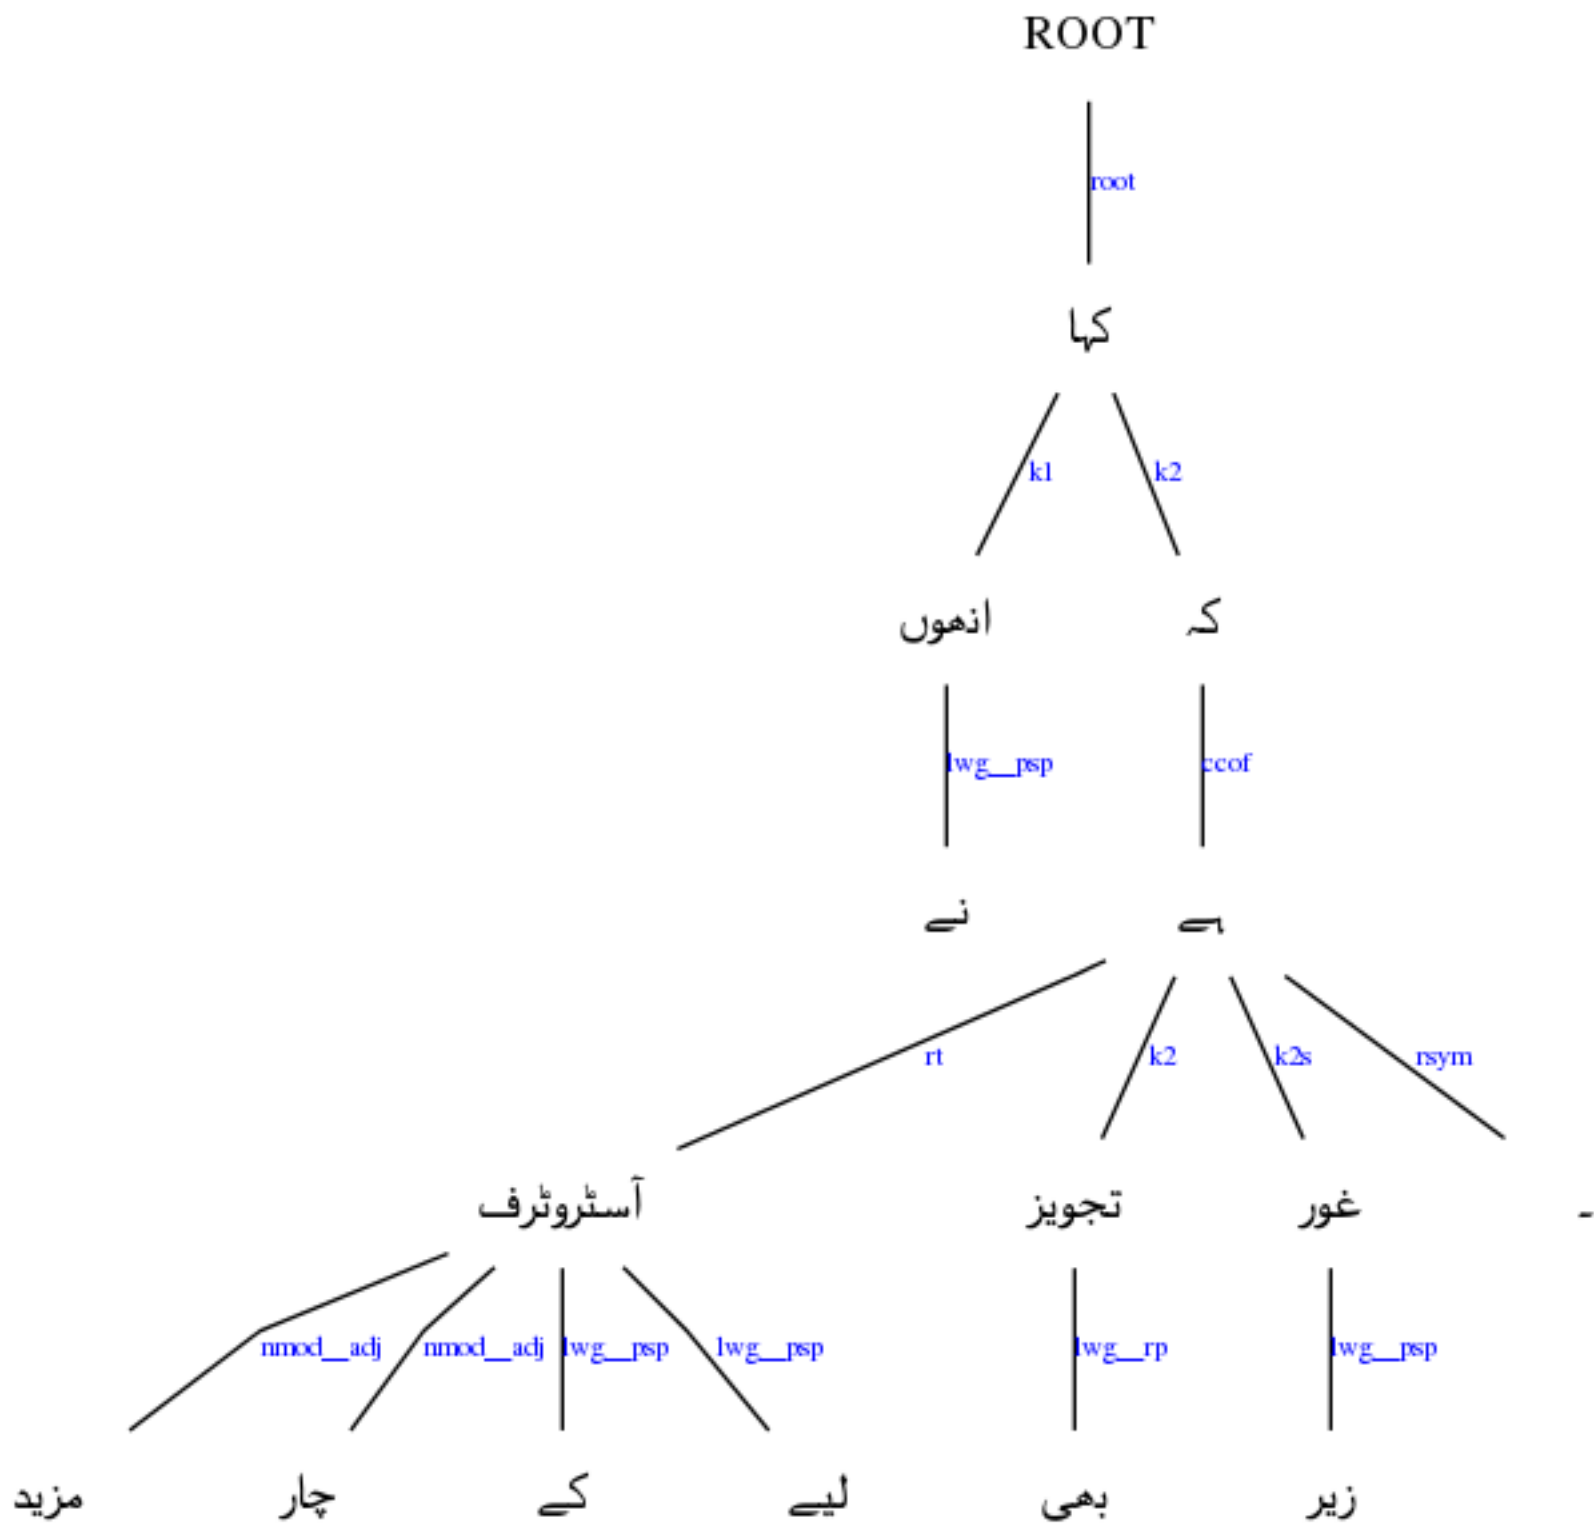 ROOT
root
کہا
k1 k2
انھوں کہ
lwg__psp ccof
نے ہے
rt k2 k2s rsym
آسٹروٹرف تجویز غور ۔
nmod__adj nmod__adj lwg__psp lwg__psp lwg__rp lwg__psp
مزید چار کے لیے بھی زیر